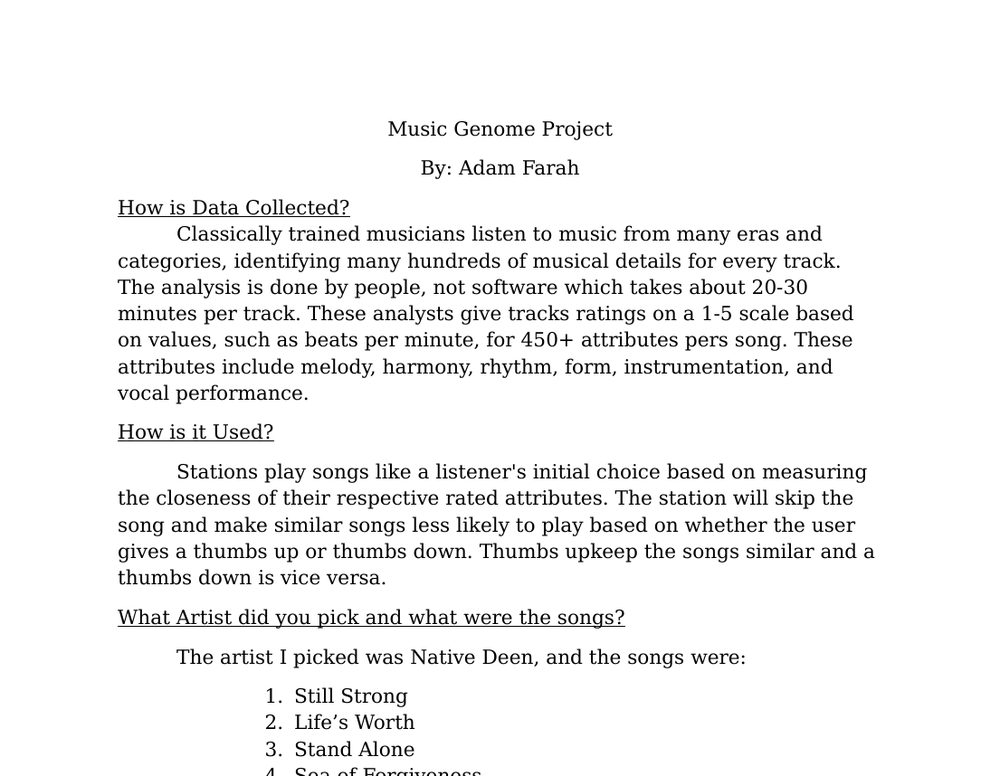 Music Genome Project
By: Adam Farah
How is Data Collected?
Classically trained musicians listen to music from many eras and
categories, identifying many hundreds of musical details for every track.
The analysis is done by people, not software which takes about 20-30
minutes per track. These analysts give tracks ratings on a 1-5 scale based
on values, such as beats per minute, for 450+ attributes pers song. These
attributes include melody, harmony, rhythm, form, instrumentation, and
vocal performance.
How is it Used?
Stations play songs like a listener's initial choice based on measuring
the closeness of their respective rated attributes. The station will skip the
song and make similar songs less likely to play based on whether the user
gives a thumbs up or thumbs down. Thumbs upkeep the songs similar and a
thumbs down is vice versa.
What Artist did you pick and what were the songs?
The artist I picked was Native Deen, and the songs were:
1. Still Strong
2. Life’s Worth
3. Stand Alone
4. Sea of Forgiveness